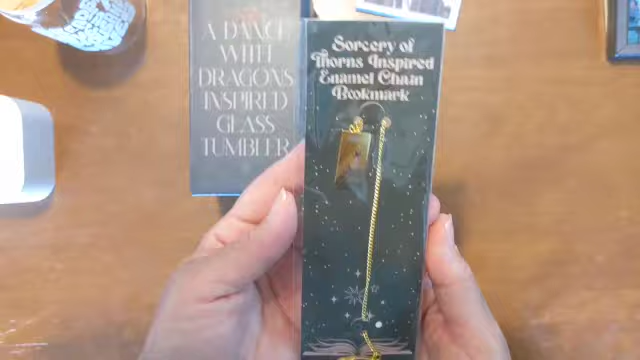 A DANCE
WITH
DRAGONS
INSPIRED
GLASS
TUMBLER
Sorcery of
Thorns Inspired
Enamel Chain
Bookmark